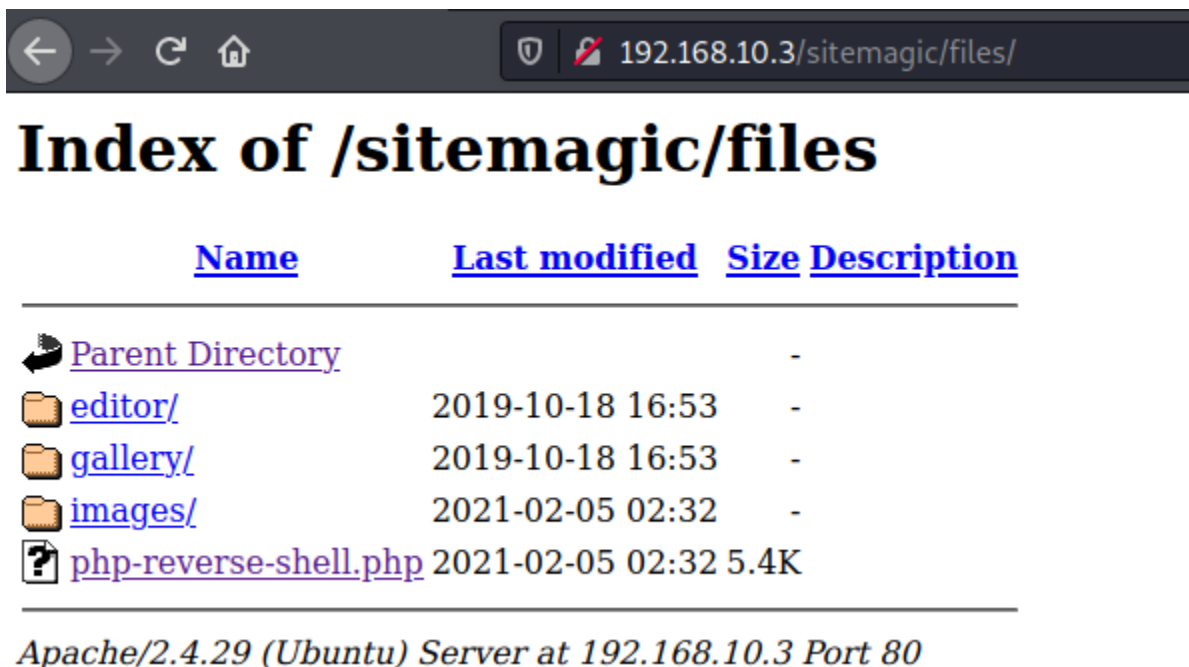 192.168.10.3/sitemagic/files/
Index of /sitemagic/files
Name Last modified Size Description
Parent Directory -
editor/ 2019-10-18 16:53 -
gallery/ 2019-10-18 16:53 -
images/ 2021-02-05 02:32 -
php-reverse-shell.php 2021-02-05 02:32 5.4K
Apache/2.4.29 (Ubuntu) Server at 192.168.10.3 Port 80